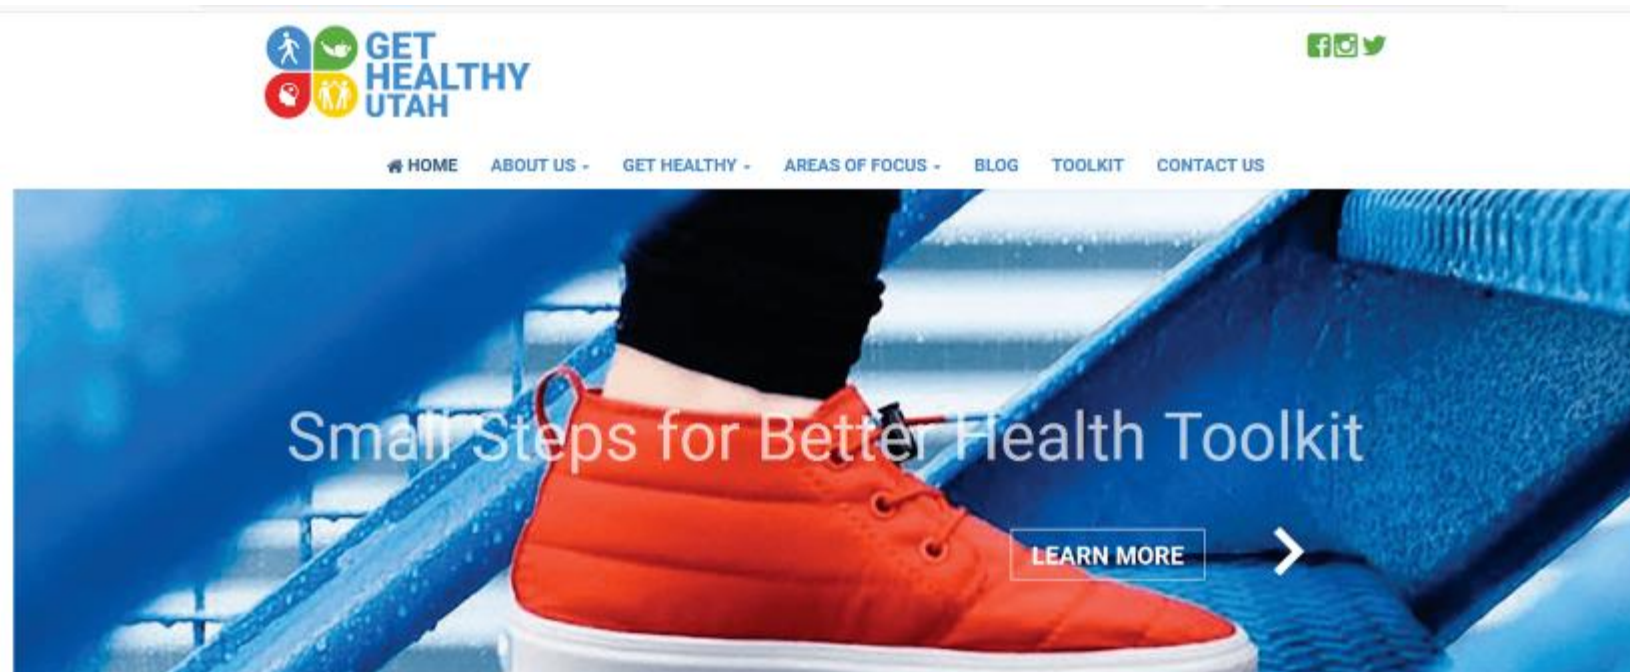 GET
HEALTHY
UTAH
HOME ABOUT US GET HEALTHY AREAS OF FOCUS BLOG TOOLKIT CONTACT US
Small Steps for Better Health Toolkit
LEARN MORE